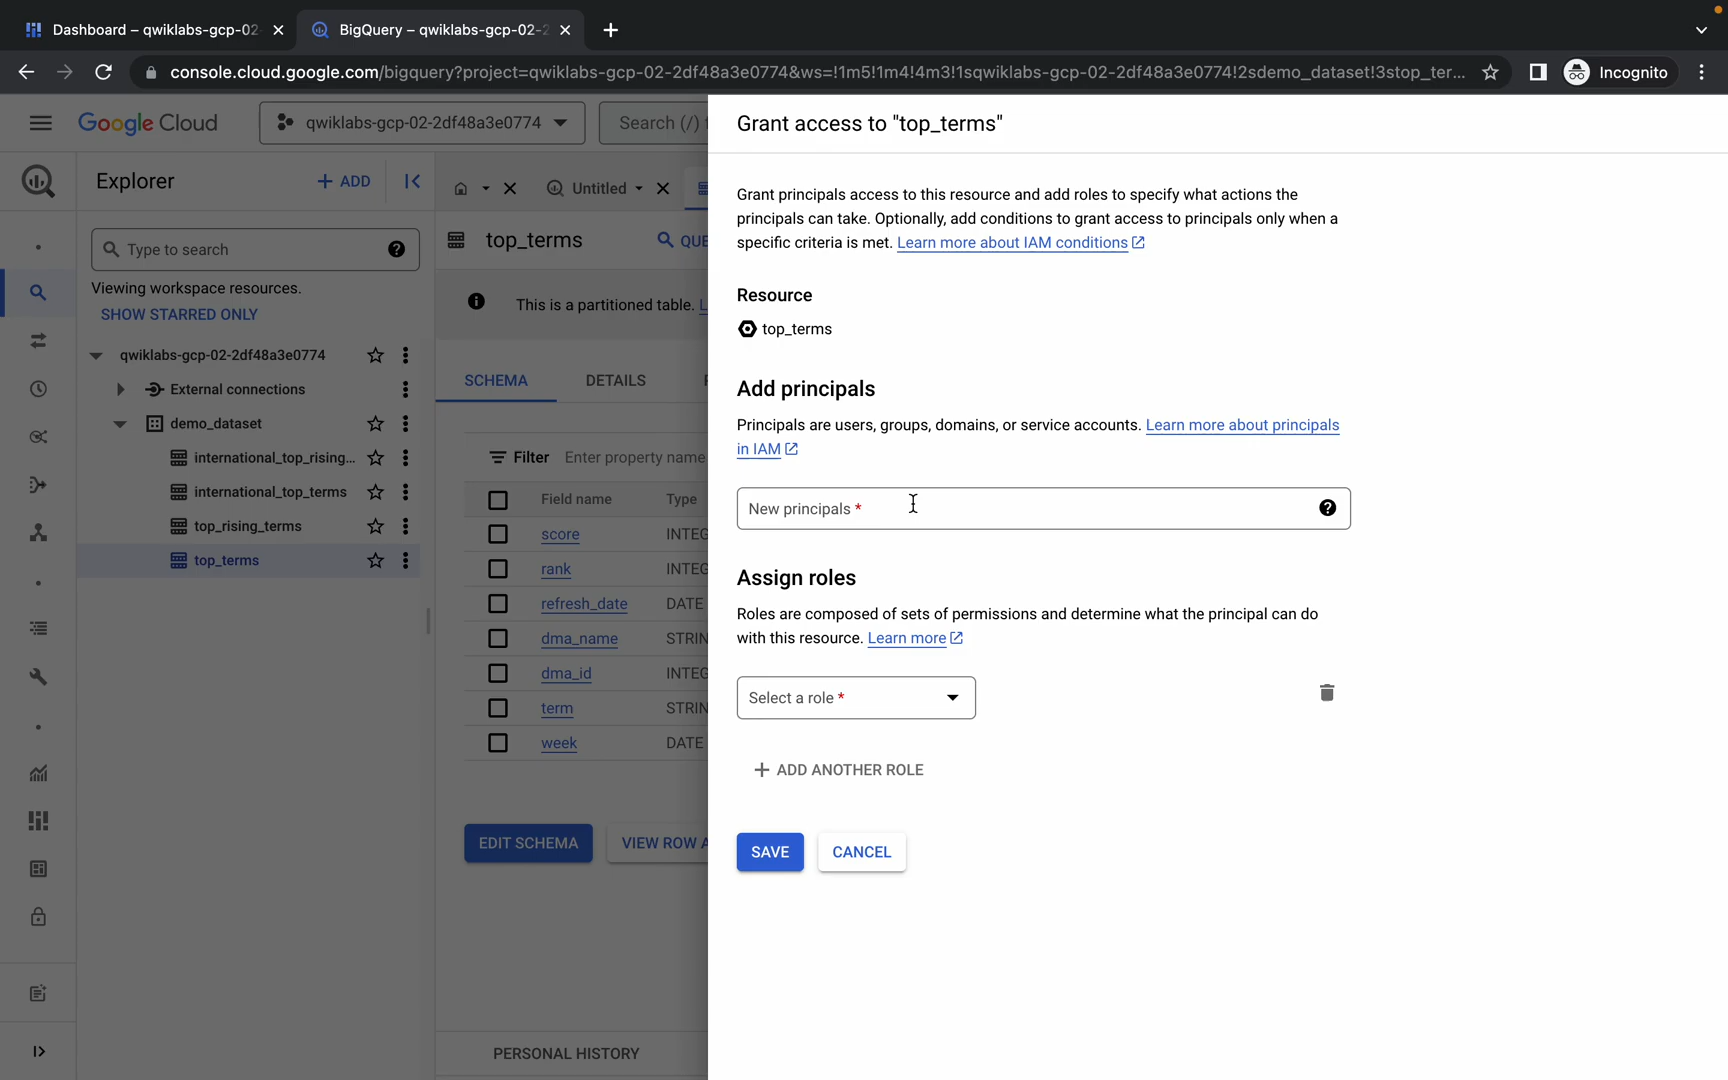 Dashboard – qwiklabs-gcp-02
BigQuery – qwiklabs-gcp-02-2
console.cloud.google.com/bigquery?project=qwiklabs-gcp-02-2df48a3e0774&ws=!1m5!1m4!4m3!1sqwiklabs-gcp-02-2df48a3e0774!2sdemo_dataset!3stop_ter...
Incognito
Google Cloud
qwiklabs-gcp-02-2df48a3e0774
Search (/) f
Grant access to "top_terms"
Explorer
+ ADD
Untitled
Type to search
Viewing workspace resources.
SHOW STARRED ONLY
qwiklabs-gcp-02-2df48a3e0774
External connections
demo_dataset
international_top_rising...
international_top_terms
top_rising_terms
top_terms
top_terms
QUE
This is a partitioned table. L
SCHEMA
DETAILS
Filter Enter property name
Field name Type
score INTEG
rank INTEG
refresh_date DATE
dma_name STRIN
dma_id INTEG
term STRIN
week DATE
EDIT SCHEMA
VIEW ROW A
PERSONAL HISTORY
Grant principals access to this resource and add roles to specify what actions the
principals can take. Optionally, add conditions to grant access to principals only when a
specific criteria is met. Learn more about IAM conditions
Resource
top_terms
Add principals
Principals are users, groups, domains, or service accounts. Learn more about principals
in IAM
New principals *
Assign roles
Roles are composed of sets of permissions and determine what the principal can do
with this resource. Learn more
Select a role *
+ ADD ANOTHER ROLE
SAVE
CANCEL